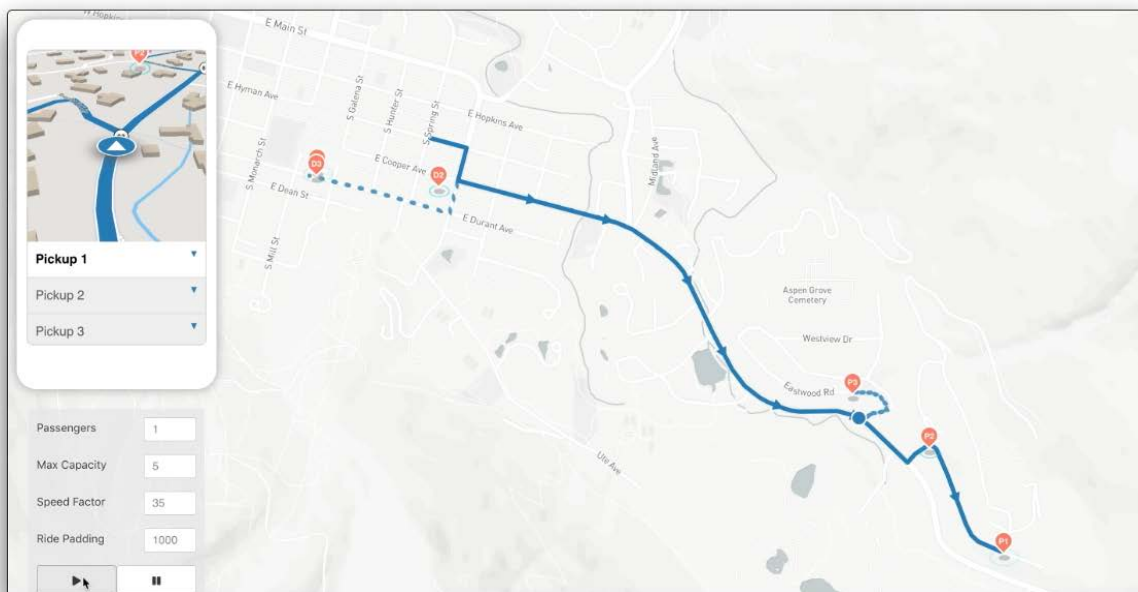 W Hopkins
E Main St
P2
E Hyman Ave
S Galena St
S Hunter St
S Spring St
E Hopkins Ave
Midland Ave
S Monarch St
E Cooper Ave
D3
D2
E Dean St
E Durant Ave
S Mill St
Pickup 1
Pickup 2
Pickup 3
Aspen Grove
Cemetery
Westview Dr
Eastwood Rd
P3
P2
P1
Ute Ave
Passengers 1
Max Capacity 5
Speed Factor 35
Ride Padding 1000